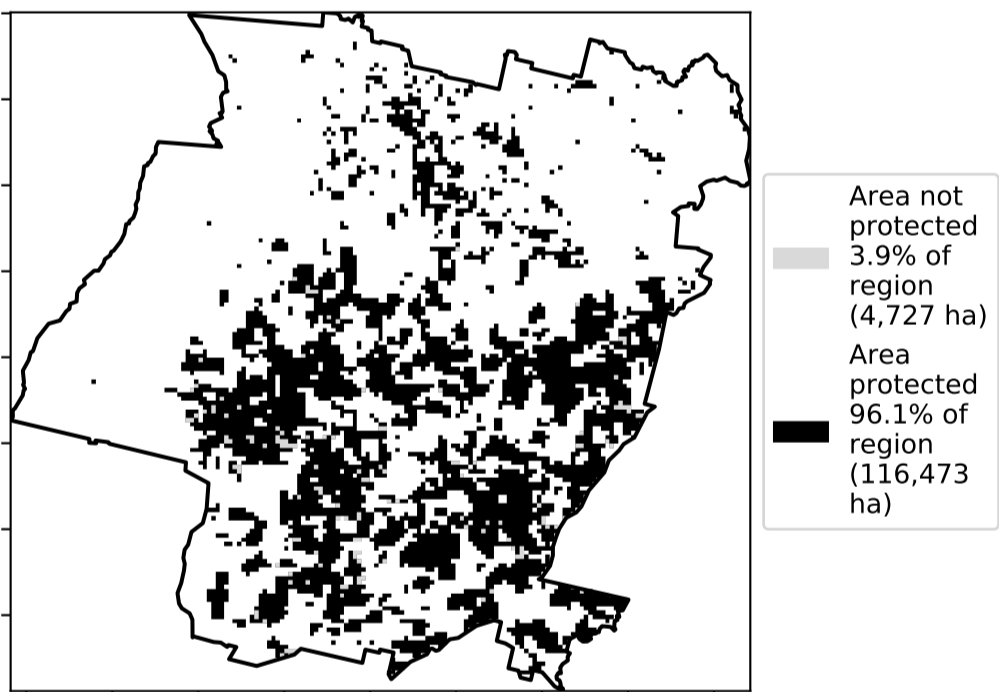 Area not
protected
3.9% of
region
(4,727 ha)
Area
protected
96.1% of
region
(116,473
ha)